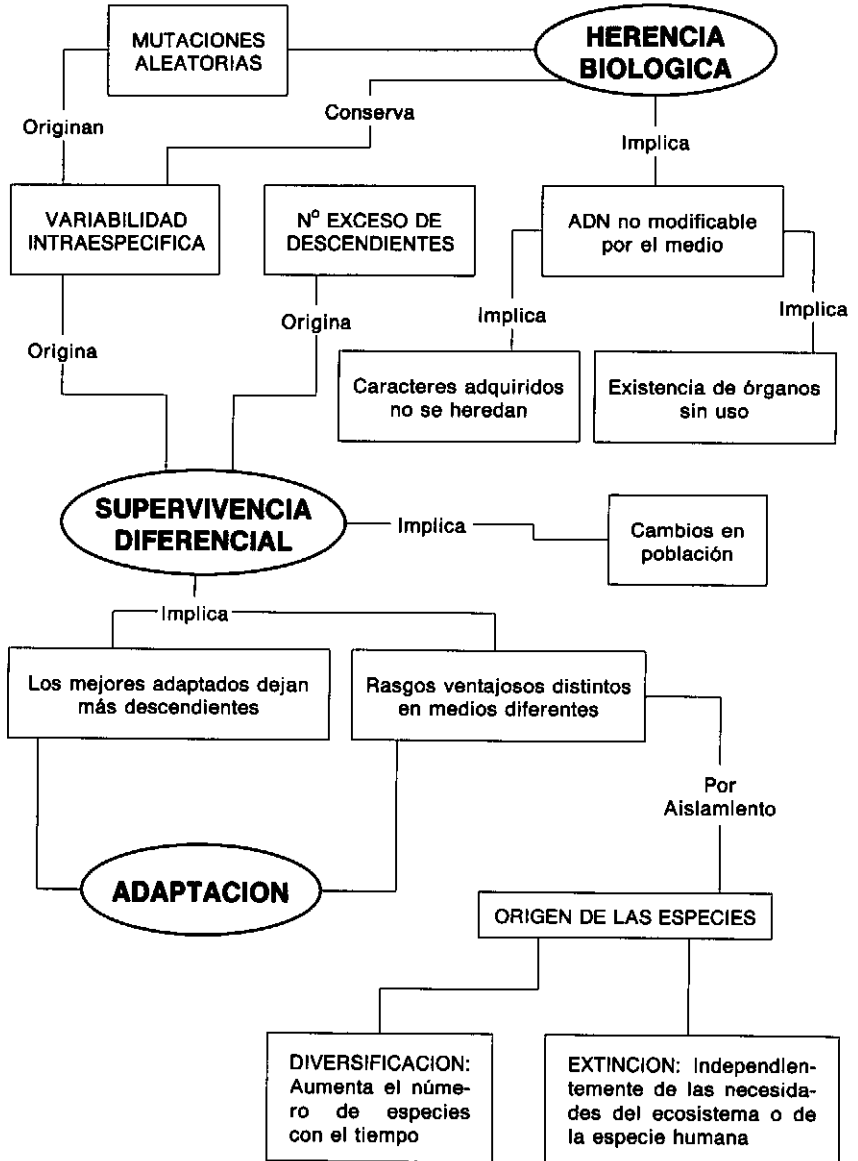 MUTACIONES
ALEATORIAS
HERENCIA
BIOLOGICA
Originan
Conserva
Implica
VARIABILIDAD
INTRAESPECIFICA
Nº EXCESO DE
DESCENDIENTES
ADN no modificable
por el medio
Origina
Origina
Implica
Implica
Caracteres adquiridos
no se heredan
Existencia de órganos
sin uso
SUPERVIVENCIA
DIFERENCIAL
Implica
Cambios en
población
Implica
Los mejores adaptados dejan
más descendientes
Rasgos ventajosos distintos
en medios diferentes
Por
Aislamiento
ADAPTACION
ORIGEN DE LAS ESPECIES
DIVERSIFICACION:
Aumenta el núme-
ro de especies
con el tiempo
EXTINCION: Independien-
temente de las necesida-
des del ecosistema o de
la especie humana